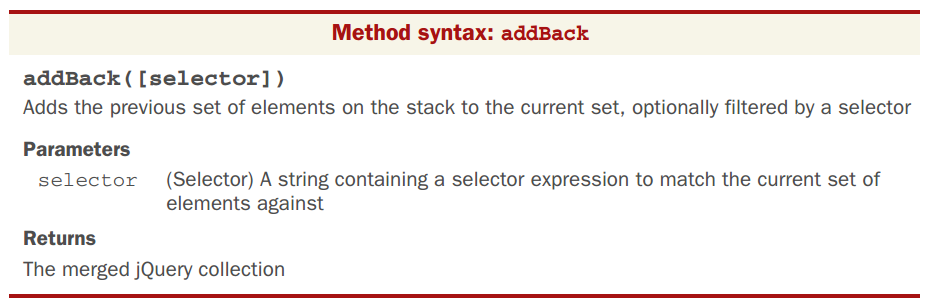 Method syntax: addBack
addBack([selector])
Adds the previous set of elements on the stack to the current set, optionally filtered by a selector
Parameters
selector (Selector) A string containing a selector expression to match the current set of
elements against
Returns
The merged jQuery collection